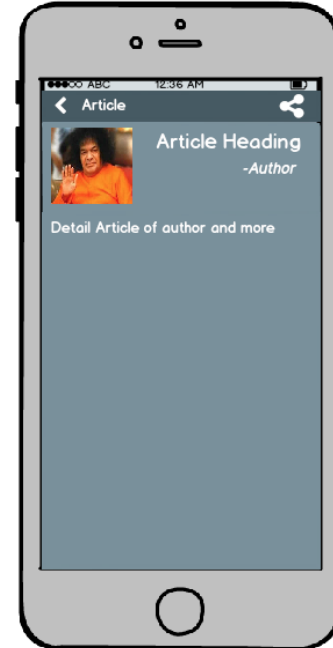 ABC 12:36 AM
Article
Article Heading
-Author
Detail Article of author and more